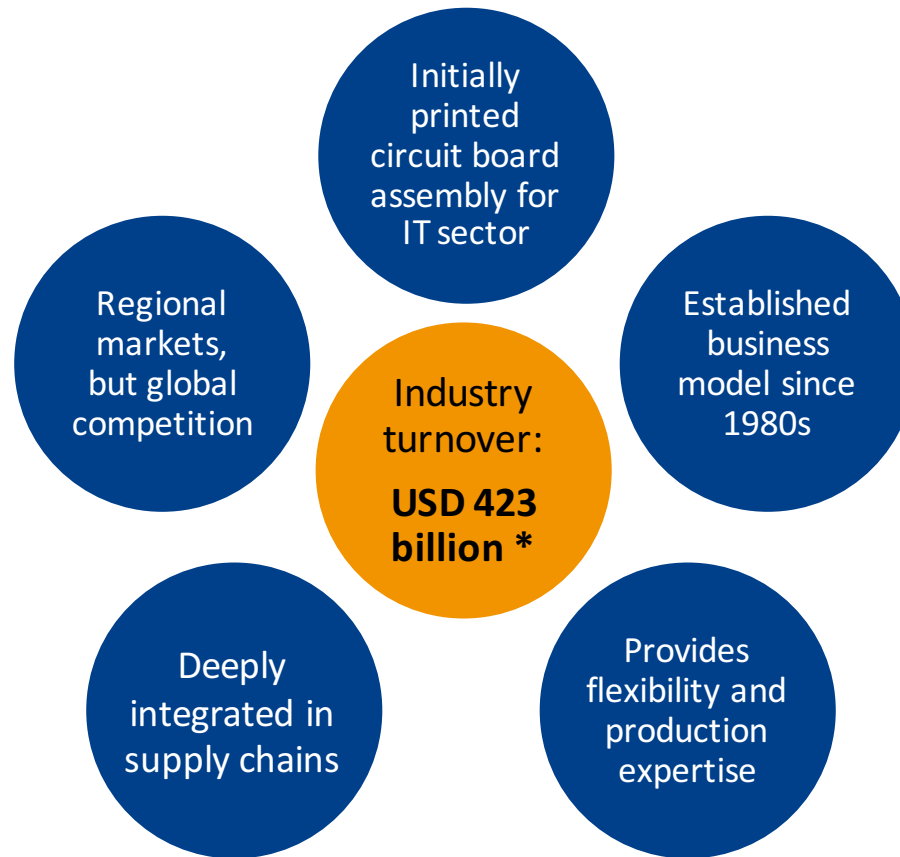 Initially
printed
circuit board
assembly for
IT sector
Regional
markets,
but global
competition
Established
business
model since
1980s
Industry
turnover:
USD 423
billion *
Deeply
integrated in
supply chains
Provides
flexibility and
production
expertise